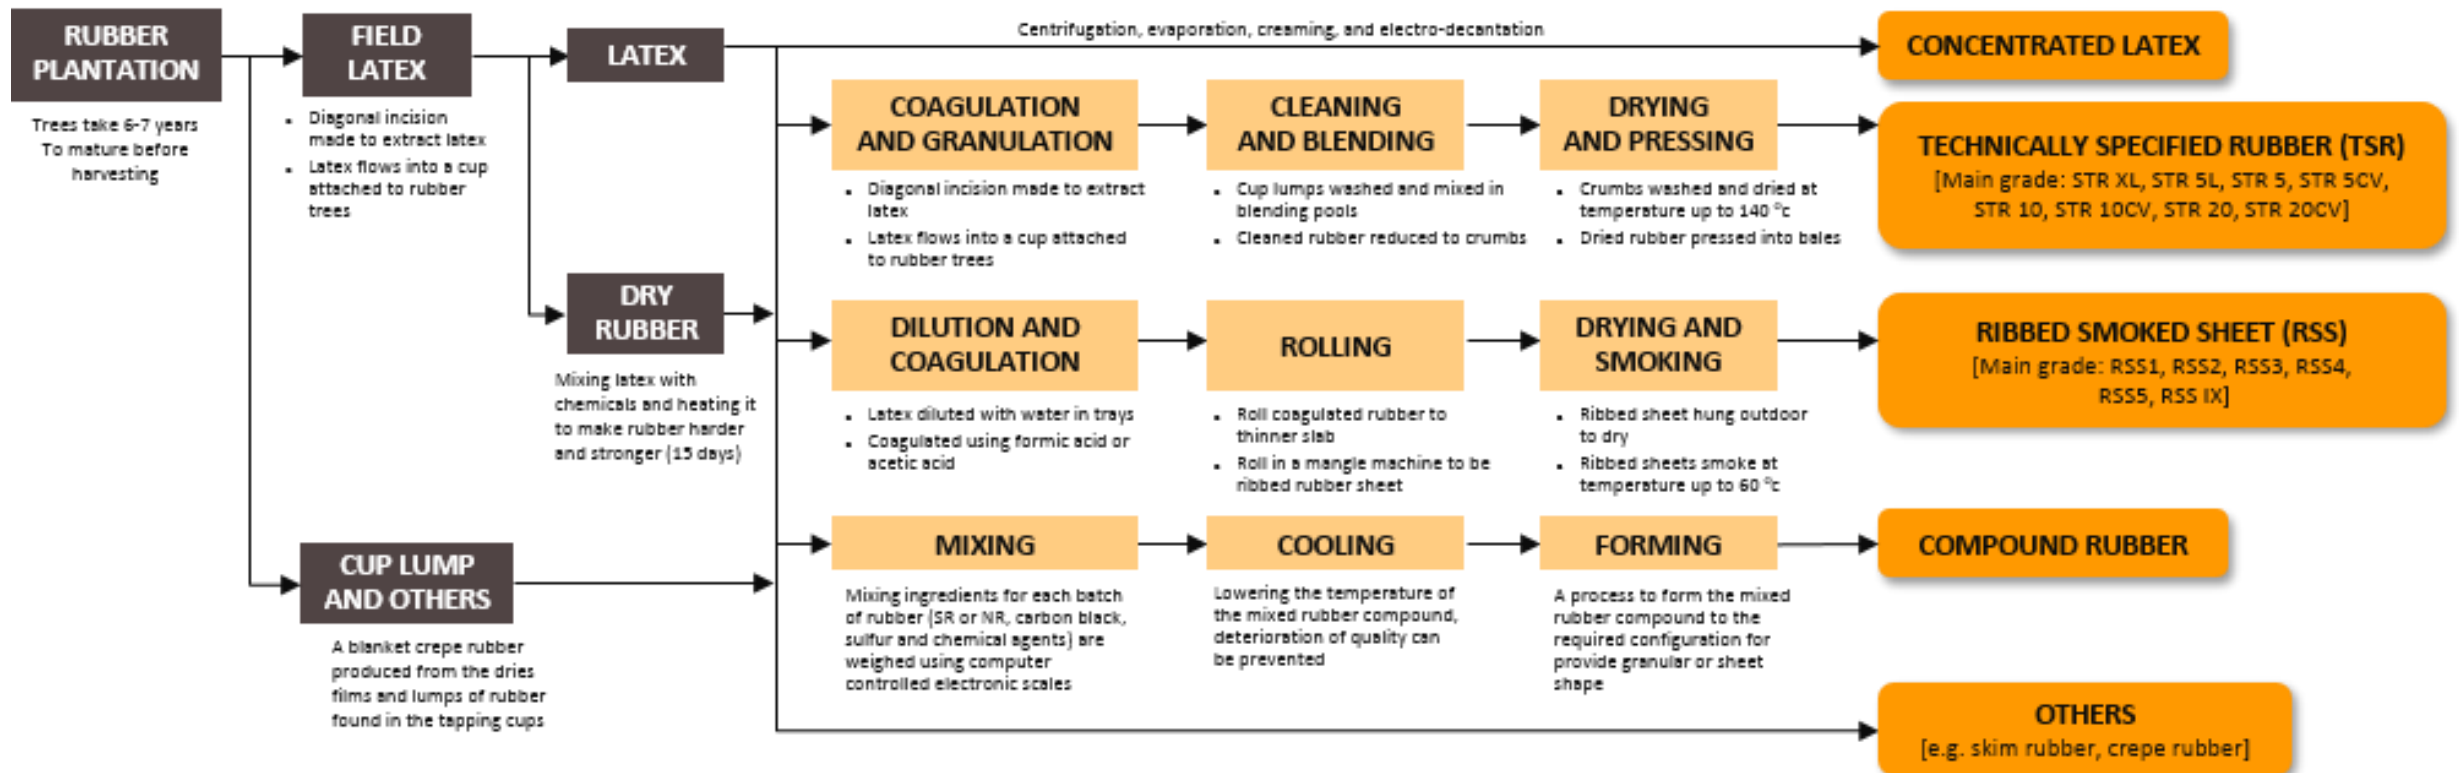 RUBBER
PLANTATION
Trees take 6-7 years
To mature before
harvesting
FIELD
LATEX
▪ Diagonal incision
made to extract latex
▪ Latex flows into a cup
attached to rubber
trees
LATEX
DRY
RUBBER
Mixing latex with
chemicals and heating it
to make rubber harder
and stronger (15 days)
CUP LUMP
AND OTHERS
A blanket crepe rubber
produced from the dries
films and lumps of rubber
found in the tapping cups
Centrifugation, evaporation, creaming, and electro-decantation
CONCENTRATED LATEX
COAGULATION
AND GRANULATION
▪ Diagonal incision made to extract
latex
▪ Latex flows into a cup attached
to rubber trees
CLEANING
AND BLENDING
▪ Cup lumps washed and mixed in
blending pools
▪ Cleaned rubber reduced to crumbs
DRYING
AND PRESSING
▪ Crumbs washed and dried at
temperature up to 140 °c
▪ Dried rubber pressed into bales
TECHNICALLY SPECIFIED RUBBER (TSR)
[Main grade: STR XL, STR 5L, STR 5, STR 5CV,
STR 10, STR 10CV, STR 20, STR 20CV]
DILUTION AND
COAGULATION
▪ Latex diluted with water in trays
▪ Coagulated using formic acid or
acetic acid
ROLLING
▪ Roll coagulated rubber to
thinner slab
▪ Roll in a mangle machine to be
ribbed rubber sheet
DRYING AND
SMOKING
▪ Ribbed sheet hung outdoor
to dry
▪ Ribbed sheets smoke at
temperature up to 60 °c
RIBBED SMOKED SHEET (RSS)
[Main grade: RSS1, RSS2, RSS3, RSS4,
RSS5, RSS IX]
MIXING
Mixing ingredients for each batch
of rubber (SR or NR, carbon black,
sulfur and chemical agents) are
weighed using computer
controlled electronic scales
COOLING
Lowering the temperature of
the mixed rubber compound,
deterioration of quality can
be prevented
FORMING
A process to form the mixed
rubber compound to the
required configuration for
provide granular or sheet
shape
COMPOUND RUBBER
OTHERS
[e.g. skim rubber, crepe rubber]